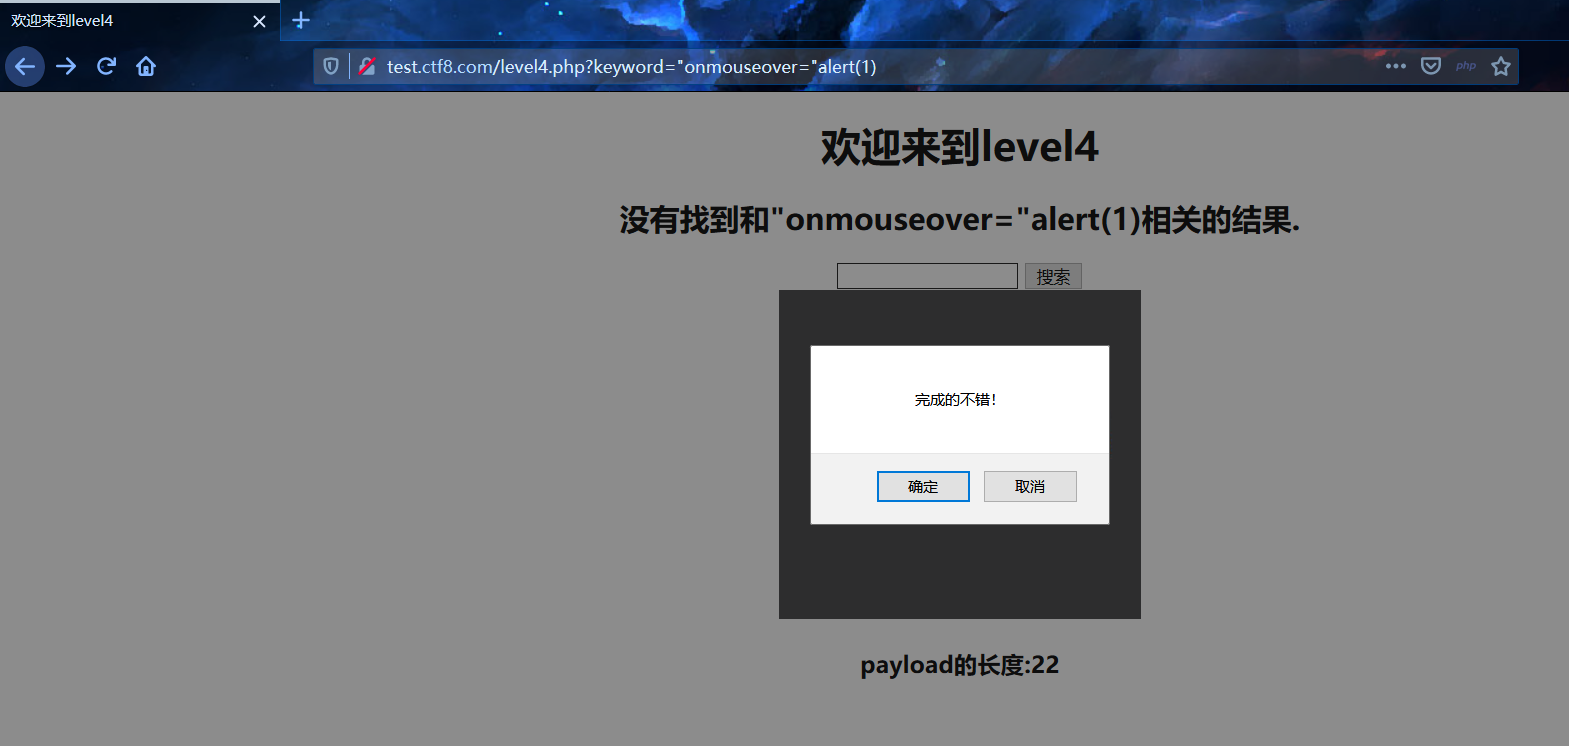 欢迎来到level4
test.ctf8.com/level4.php?keyword="onmouseover="alert(1)
php
欢迎来到level4
没有找到和"onmouseover="alert(1)相关的结果.
搜索
完成的不错!
确定 取消
payload的长度:22